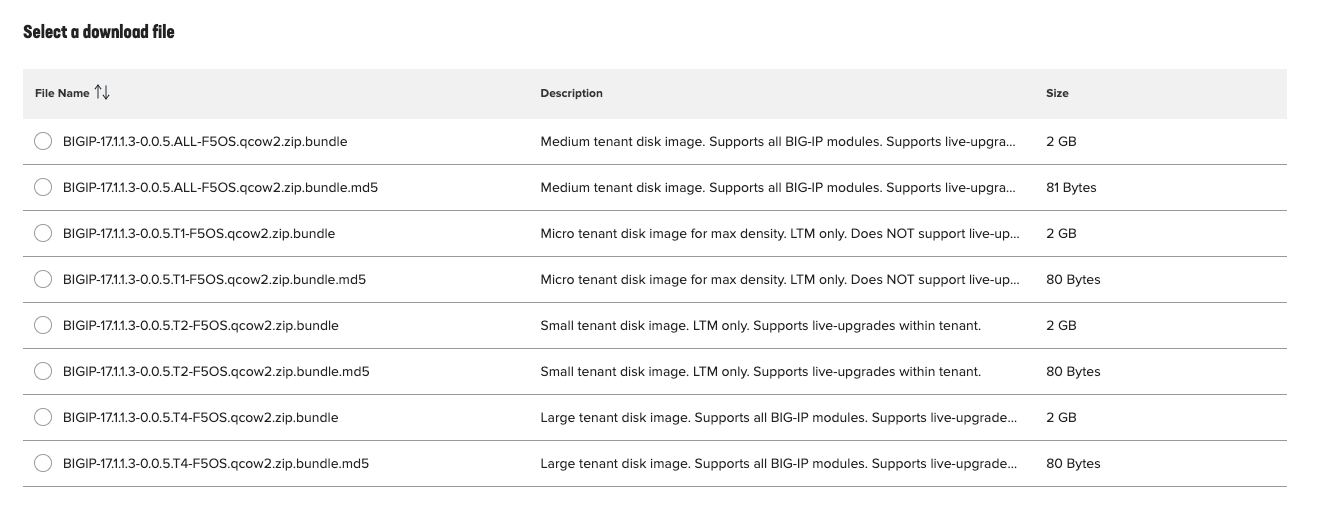 Select a download file
File Name Description Size
BIGIP-17.1.1.3-0.0.5.ALL-F5OS.qcow2.zip.bundle Medium tenant disk image. Supports all BIG-IP modules. Supports live-upgra... 2 GB
BIGIP-17.1.1.3-0.0.5.ALL-F5OS.qcow2.zip.bundle.md5 Medium tenant disk image. Supports all BIG-IP modules. Supports live-upgra... 81 Bytes
BIGIP-17.1.1.3-0.0.5.T1-F5OS.qcow2.zip.bundle Micro tenant disk image for max density. LTM only. Does NOT support live-up... 2 GB
BIGIP-17.1.1.3-0.0.5.T1-F5OS.qcow2.zip.bundle.md5 Micro tenant disk image for max density. LTM only. Does NOT support live-up... 80 Bytes
BIGIP-17.1.1.3-0.0.5.T2-F5OS.qcow2.zip.bundle Small tenant disk image. LTM only. Supports live-upgrades within tenant. 2 GB
BIGIP-17.1.1.3-0.0.5.T2-F5OS.qcow2.zip.bundle.md5 Small tenant disk image. LTM only. Supports live-upgrades within tenant. 80 Bytes
BIGIP-17.1.1.3-0.0.5.T4-F5OS.qcow2.zip.bundle Large tenant disk image. Supports all BIG-IP modules. Supports live-upgrade... 2 GB
BIGIP-17.1.1.3-0.0.5.T4-F5OS.qcow2.zip.bundle.md5 Large tenant disk image. Supports all BIG-IP modules. Supports live-upgrade... 80 Bytes